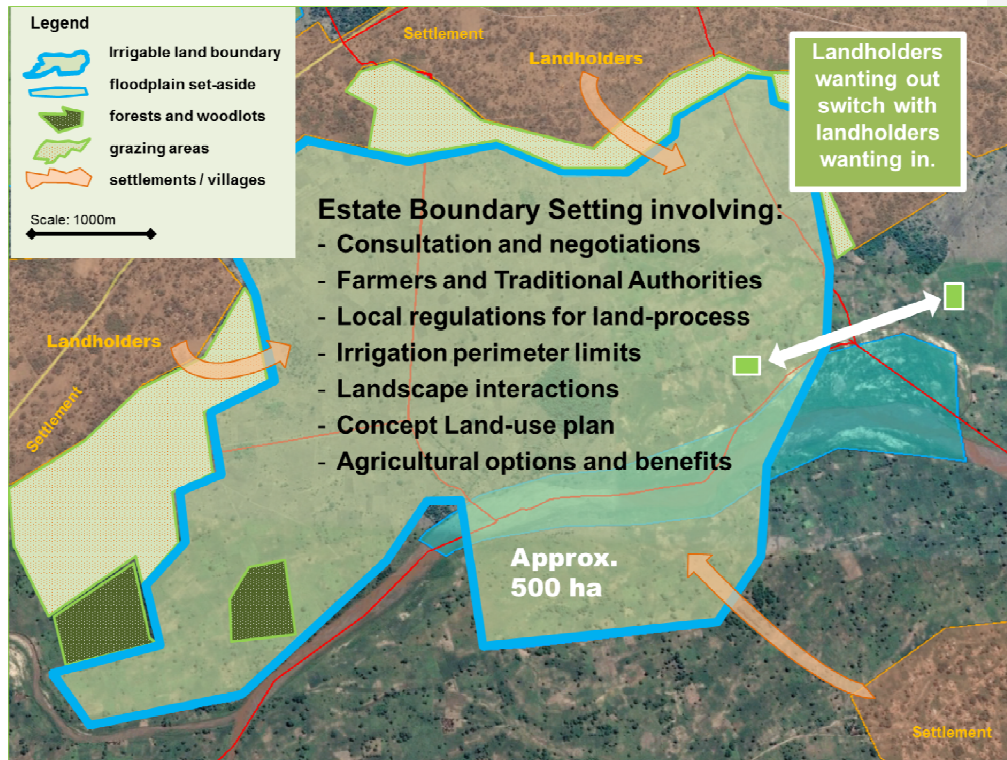 Legend
Irrigable land boundary
floodplain set-aside
forests and woodlots
grazing areas
settlements / villages
Scale: 1000m
Settlement
Landholders
Landholders
wanting out
switch with
landholders
wanting in.
Estate Boundary Setting involving:
- Consultation and negotiations
- Farmers and Traditional Authorities
- Local regulations for land-process
- Irrigation perimeter limits
- Landscape interactions
- Concept Land-use plan
- Agricultural options and benefits
Landholders
Settlement
Approx.
500 ha
Settlement